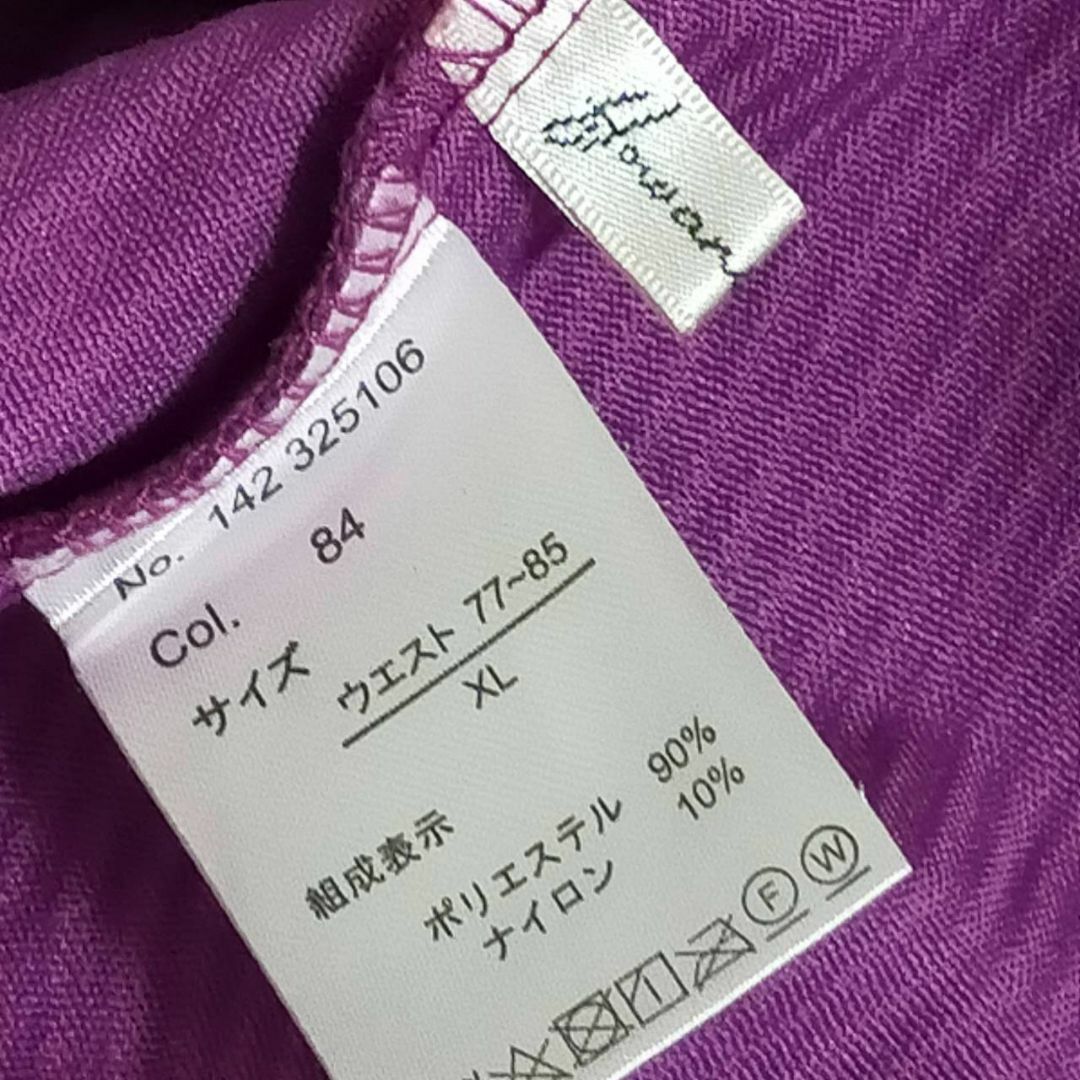 No. 142 325106
Col. 84
サイズ ウエスト 77~85
XL
組成表示
ポリエステル 90%
ナイロン 10%
F W